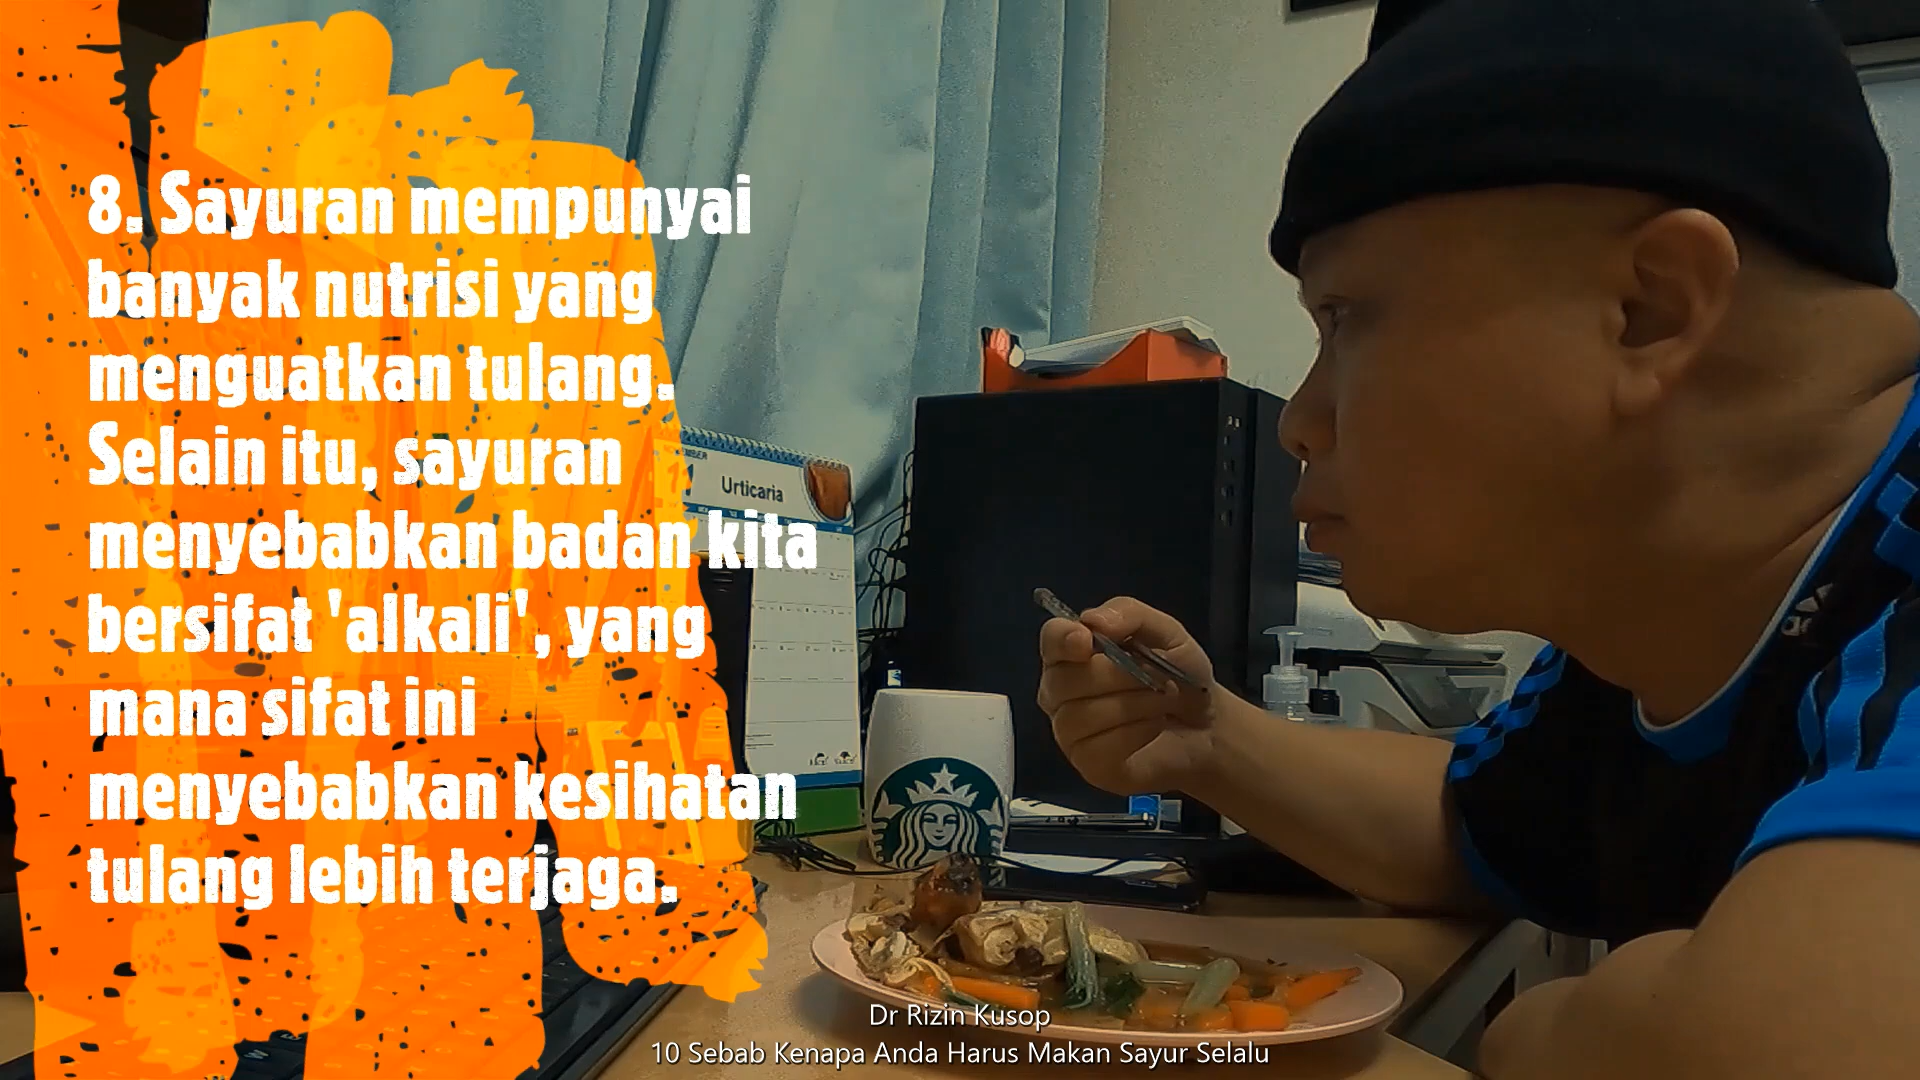 8. Sayuran mempunyai
banyak nutrisi yang
menguatkan tulang.
Selain itu, sayuran
menyebabkan badan kita
bersifat 'alkali', yang
mana sifat ini
menyebabkan kesihatan
tulang lebih terjaga.
Urticaria
Dr Rizin Kusop
10 Sebab Kenapa Anda Harus Makan Sayur Selalu